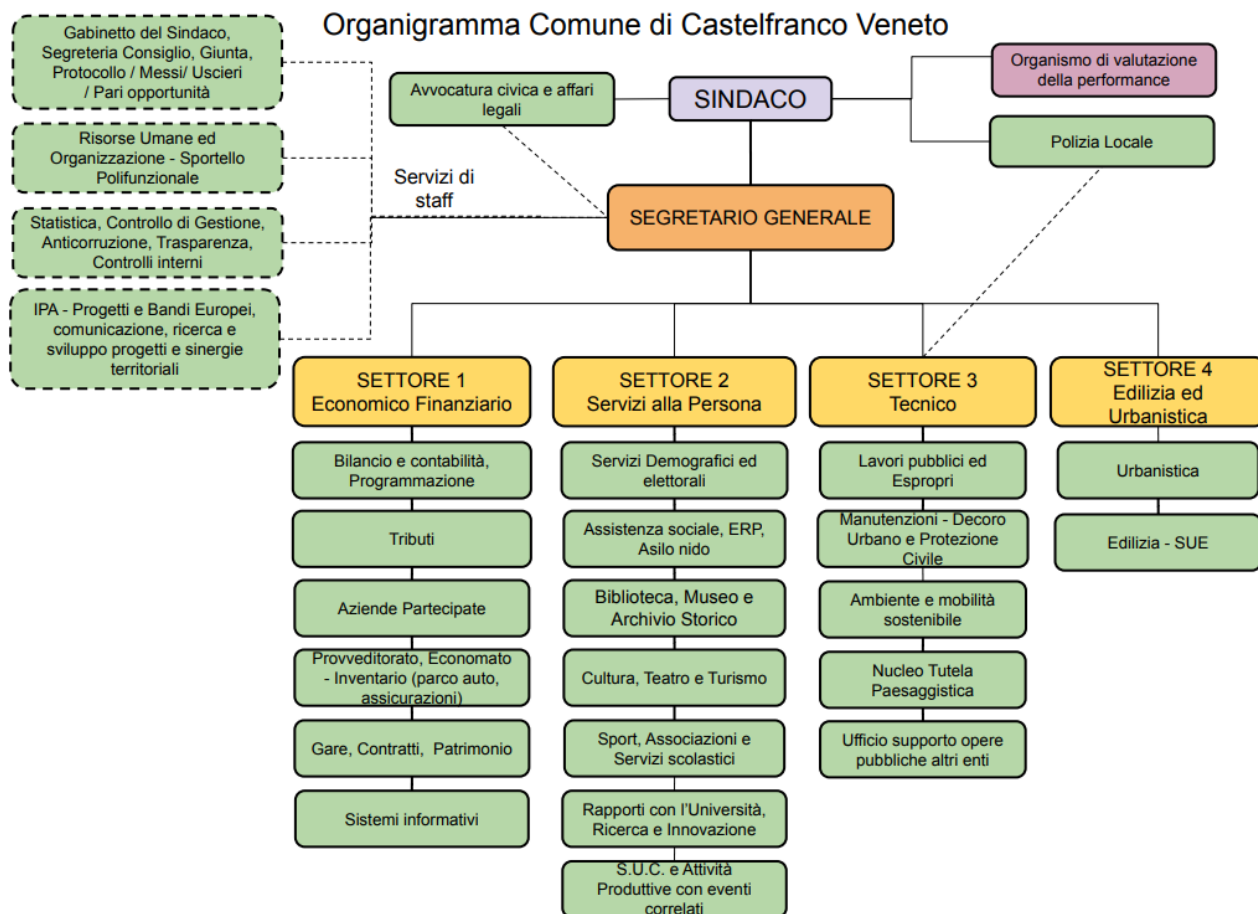 Organigramma Comune di Castelfranco Veneto
Gabinetto del Sindaco,
Segreteria Consiglio, Giunta,
Protocollo / Messi/ Uscieri
/ Pari opportunità
Risorse Umane ed
Organizzazione - Sportello
Polifunzionale
Statistica, Controllo di Gestione,
Anticorruzione, Trasparenza,
Controlli interni
IPA - Progetti e Bandi Europei,
comunicazione, ricerca e
sviluppo progetti e sinergie
territoriali
Avvocatura civica e affari
legali
SINDACO
Organismo di valutazione
della performance
Polizia Locale
Servizi di
staff
SEGRETARIO GENERALE
SETTORE 1
Economico Finanziario
Bilancio e contabilità,
Programmazione
Tributi
Aziende Partecipate
Provveditorato, Economato
- Inventario (parco auto,
assicurazioni)
Gare, Contratti, Patrimonio
Sistemi informativi
SETTORE 2
Servizi alla Persona
Servizi Demografici ed
elettorali
Assistenza sociale, ERP,
Asilo nido
Biblioteca, Museo e
Archivio Storico
Cultura, Teatro e Turismo
Sport, Associazioni e
Servizi scolastici
Rapporti con l'Università,
Ricerca e Innovazione
S.U.C. e Attività
Produttive con eventi
correlati
SETTORE 3
Tecnico
Lavori pubblici ed
Espropri
Manutenzioni - Decoro
Urbano e Protezione
Civile
Ambiente e mobilità
sostenibile
Nucleo Tutela
Paesaggistica
Ufficio supporto opere
pubbliche altri enti
SETTORE 4
Edilizia ed
Urbanistica
Urbanistica
Edilizia - SUE